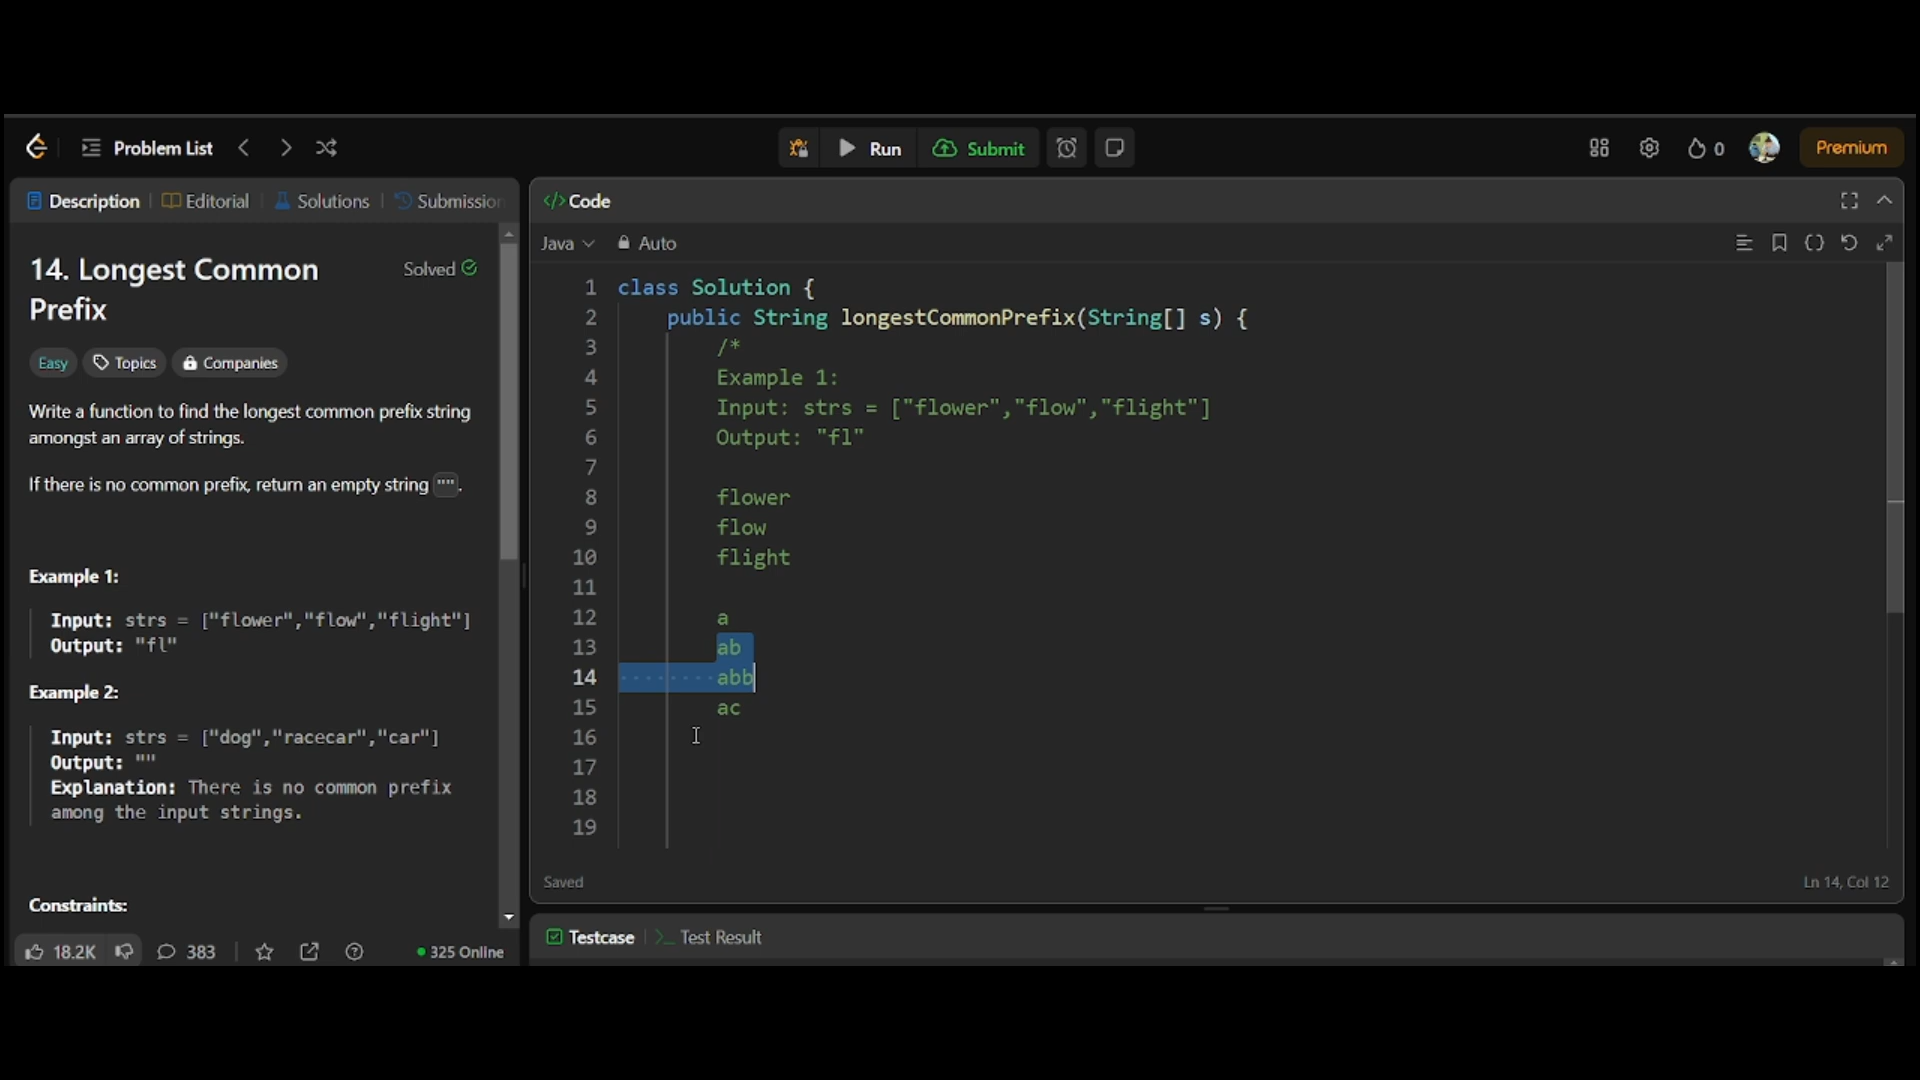 Problem List
Run
Submit
0
Premium
Description
Editorial
Solutions
Submission
14. Longest Common
Prefix
Solved
Easy
Topics
Companies
Write a function to find the longest common prefix string
amongst an array of strings.
If there is no common prefix, return an empty string "".
Example 1:
Input: strs = ["flower","flow","flight"]
Output: "fl"
Example 2:
Input: strs = ["dog","racecar","car"]
Output: ""
Explanation: There is no common prefix
among the input strings.
Constraints:
18.2K
383
325 Online
</> Code
Java
Auto
1 class Solution {
2 public String longestCommonPrefix(String[] s) {
3 /*
4 Example 1:
5 Input: strs = ["flower","flow","flight"]
6 Output: "fl"
7
8 flower
9 flow
10 flight
11
12 a
13 ab
14 abb
15 ac
16
17
18
19
Saved
Ln 14, Col 12
Testcase
>_ Test Result